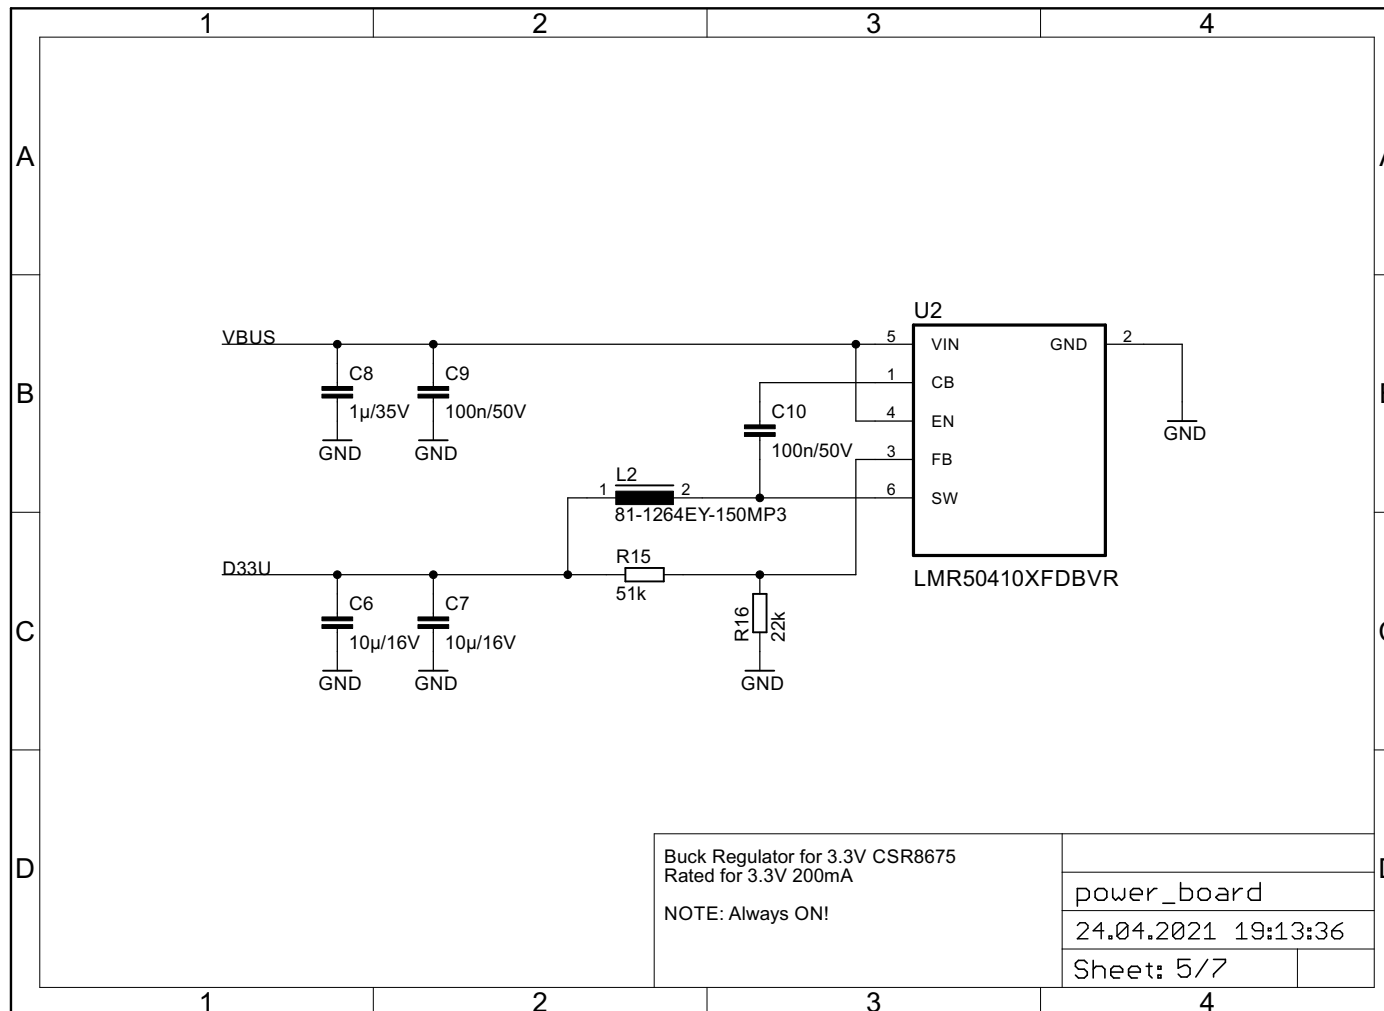 1 2 3 4
A
U2
VBUS 5 VIN GND 2
C8 C9 1 CB
B B
1µ/35V 100n/50V C10 4 EN
GND GND 100n/50V GND
3 FB
L2
1 2 6 SW
81-1264EY-150MP3
D33U R15
51k LMR50410XFDBVR
C6 C7
C R16 22k
10µ/16V 10µ/16V
GND GND GND
Buck Regulator for 3.3V CSR8675
D
Rated for 3.3V 200mA
power_board
NOTE: Always ON!
24.04.2021 19:13:36
Sheet: 5/7
1 2 3 4